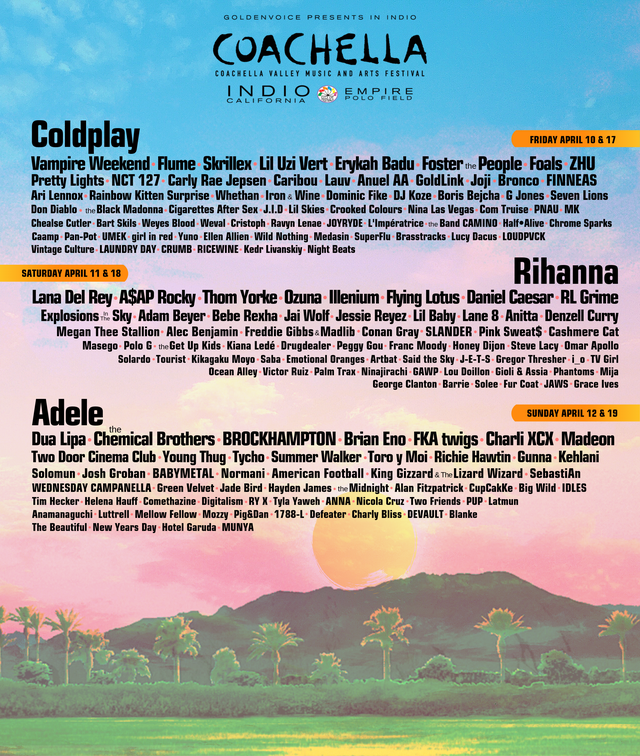 GOLDENVOICE PRESENTS IN INDIO
COACHELLA
COACHELLA VALLEY MUSIC AND ARTS FESTIVAL
INDIO CALIFORNIA EMPIRE POLO FIELD
Coldplay
FRIDAY APRIL 10 & 17
Vampire Weekend • Flume • Skrillex • Lil Uzi Vert • Erykah Badu • Foster the People • Foals • ZHU
Pretty Lights • NCT 127 • Carly Rae Jepsen • Caribou • Lauv • Anuel AA • GoldLink • Joji • Bronco • FINNEAS
Ari Lennox • Rainbow Kitten Surprise • Whethan • Iron & Wine • Dominic Fike • DJ Koze • Boris Bejcha • G Jones • Seven Lions
Don Diablo • the Black Madonna • Cigarettes After Sex • J.I.D • Lil Skies • Crooked Colours • Nina Las Vegas • Com Truise • PNAU • MK
Chealse Cutler • Bart Skils • Weyes Blood • Weval • Cristoph • Ravyn Lenae • JOYRYDE • L'Impératrice • the Band CAMINO • Half•Alive • Chrome Sparks
Caamp • Pan-Pot • UMEK • girl in red • Yuno • Ellen Allien • Wild Nothing • Medasin • SuperFlu • Brasstracks • Lucy Dacus • LOUDPVCK
Vintage Culture • LAUNDRY DAY • CRUMB • RICEWINE • Kedr Livanskiy • Night Beats
SATURDAY APRIL 11 & 18
Rihanna
Lana Del Rey • A$AP Rocky • Thom Yorke • Ozuna • Illenium • Flying Lotus • Daniel Caesar • RL Grime
Explosions In The Sky • Adam Beyer • Bebe Rexha • Jai Wolf • Jessie Reyez • Lil Baby • Lane 8 • Anitta • Denzell Curry
Megan Thee Stallion • Alec Benjamin • Freddie Gibbs & Madlib • Conan Gray • SLANDER • Pink Sweat$ • Cashmere Cat
Masego • Polo G • the Get Up Kids • Kiana Ledé • Drugdealer • Peggy Gou • Franc Moody • Honey Dijon • Steve Lacy • Omar Apollo
Solardo • Tourist • Kikagaku Moyo • Saba • Emotional Oranges • Artbat • Said the Sky • J-E-T-S • Gregor Thresher • i_o • TV Girl
Ocean Alley • Victor Ruiz • Palm Trax • Ninajirachi • GAWP • Lou Doillon • Gioli & Assia • Phantoms • Mija
George Clanton • Barrie • Solee • Fur Coat • JAWS • Grace Ives
Adele
SUNDAY APRIL 12 & 19
Dua Lipa • the Chemical Brothers • BROCKHAMPTON • Brian Eno • FKA twigs • Charli XCX • Madeon
Two Door Cinema Club • Young Thug • Tycho • Summer Walker • Toro y Moi • Richie Hawtin • Gunna • Kehlani
Solomun • Josh Groban • BABYMETAL • Normani • American Football • King Gizzard & The Lizard Wizard • SebastiAn
WEDNESDAY CAMPANELLA • Green Velvet • Jade Bird • Hayden James • the Midnight • Alan Fitzpatrick • CupCakKe • Big Wild • IDLES
Tim Hecker • Helena Hauff • Comethazine • Digitalism • RY X • Tyla Yaweh • ANNA • Nicola Cruz • Two Friends • PUP • Latmun
Anamanaguchi • Luttrell • Mellow Fellow • Mozzy • Pig&Dan • 1788-L • Defeater • Charly Bliss • DEVAULT • Blanke
The Beautiful • New Years Day • Hotel Garuda • MUNYA